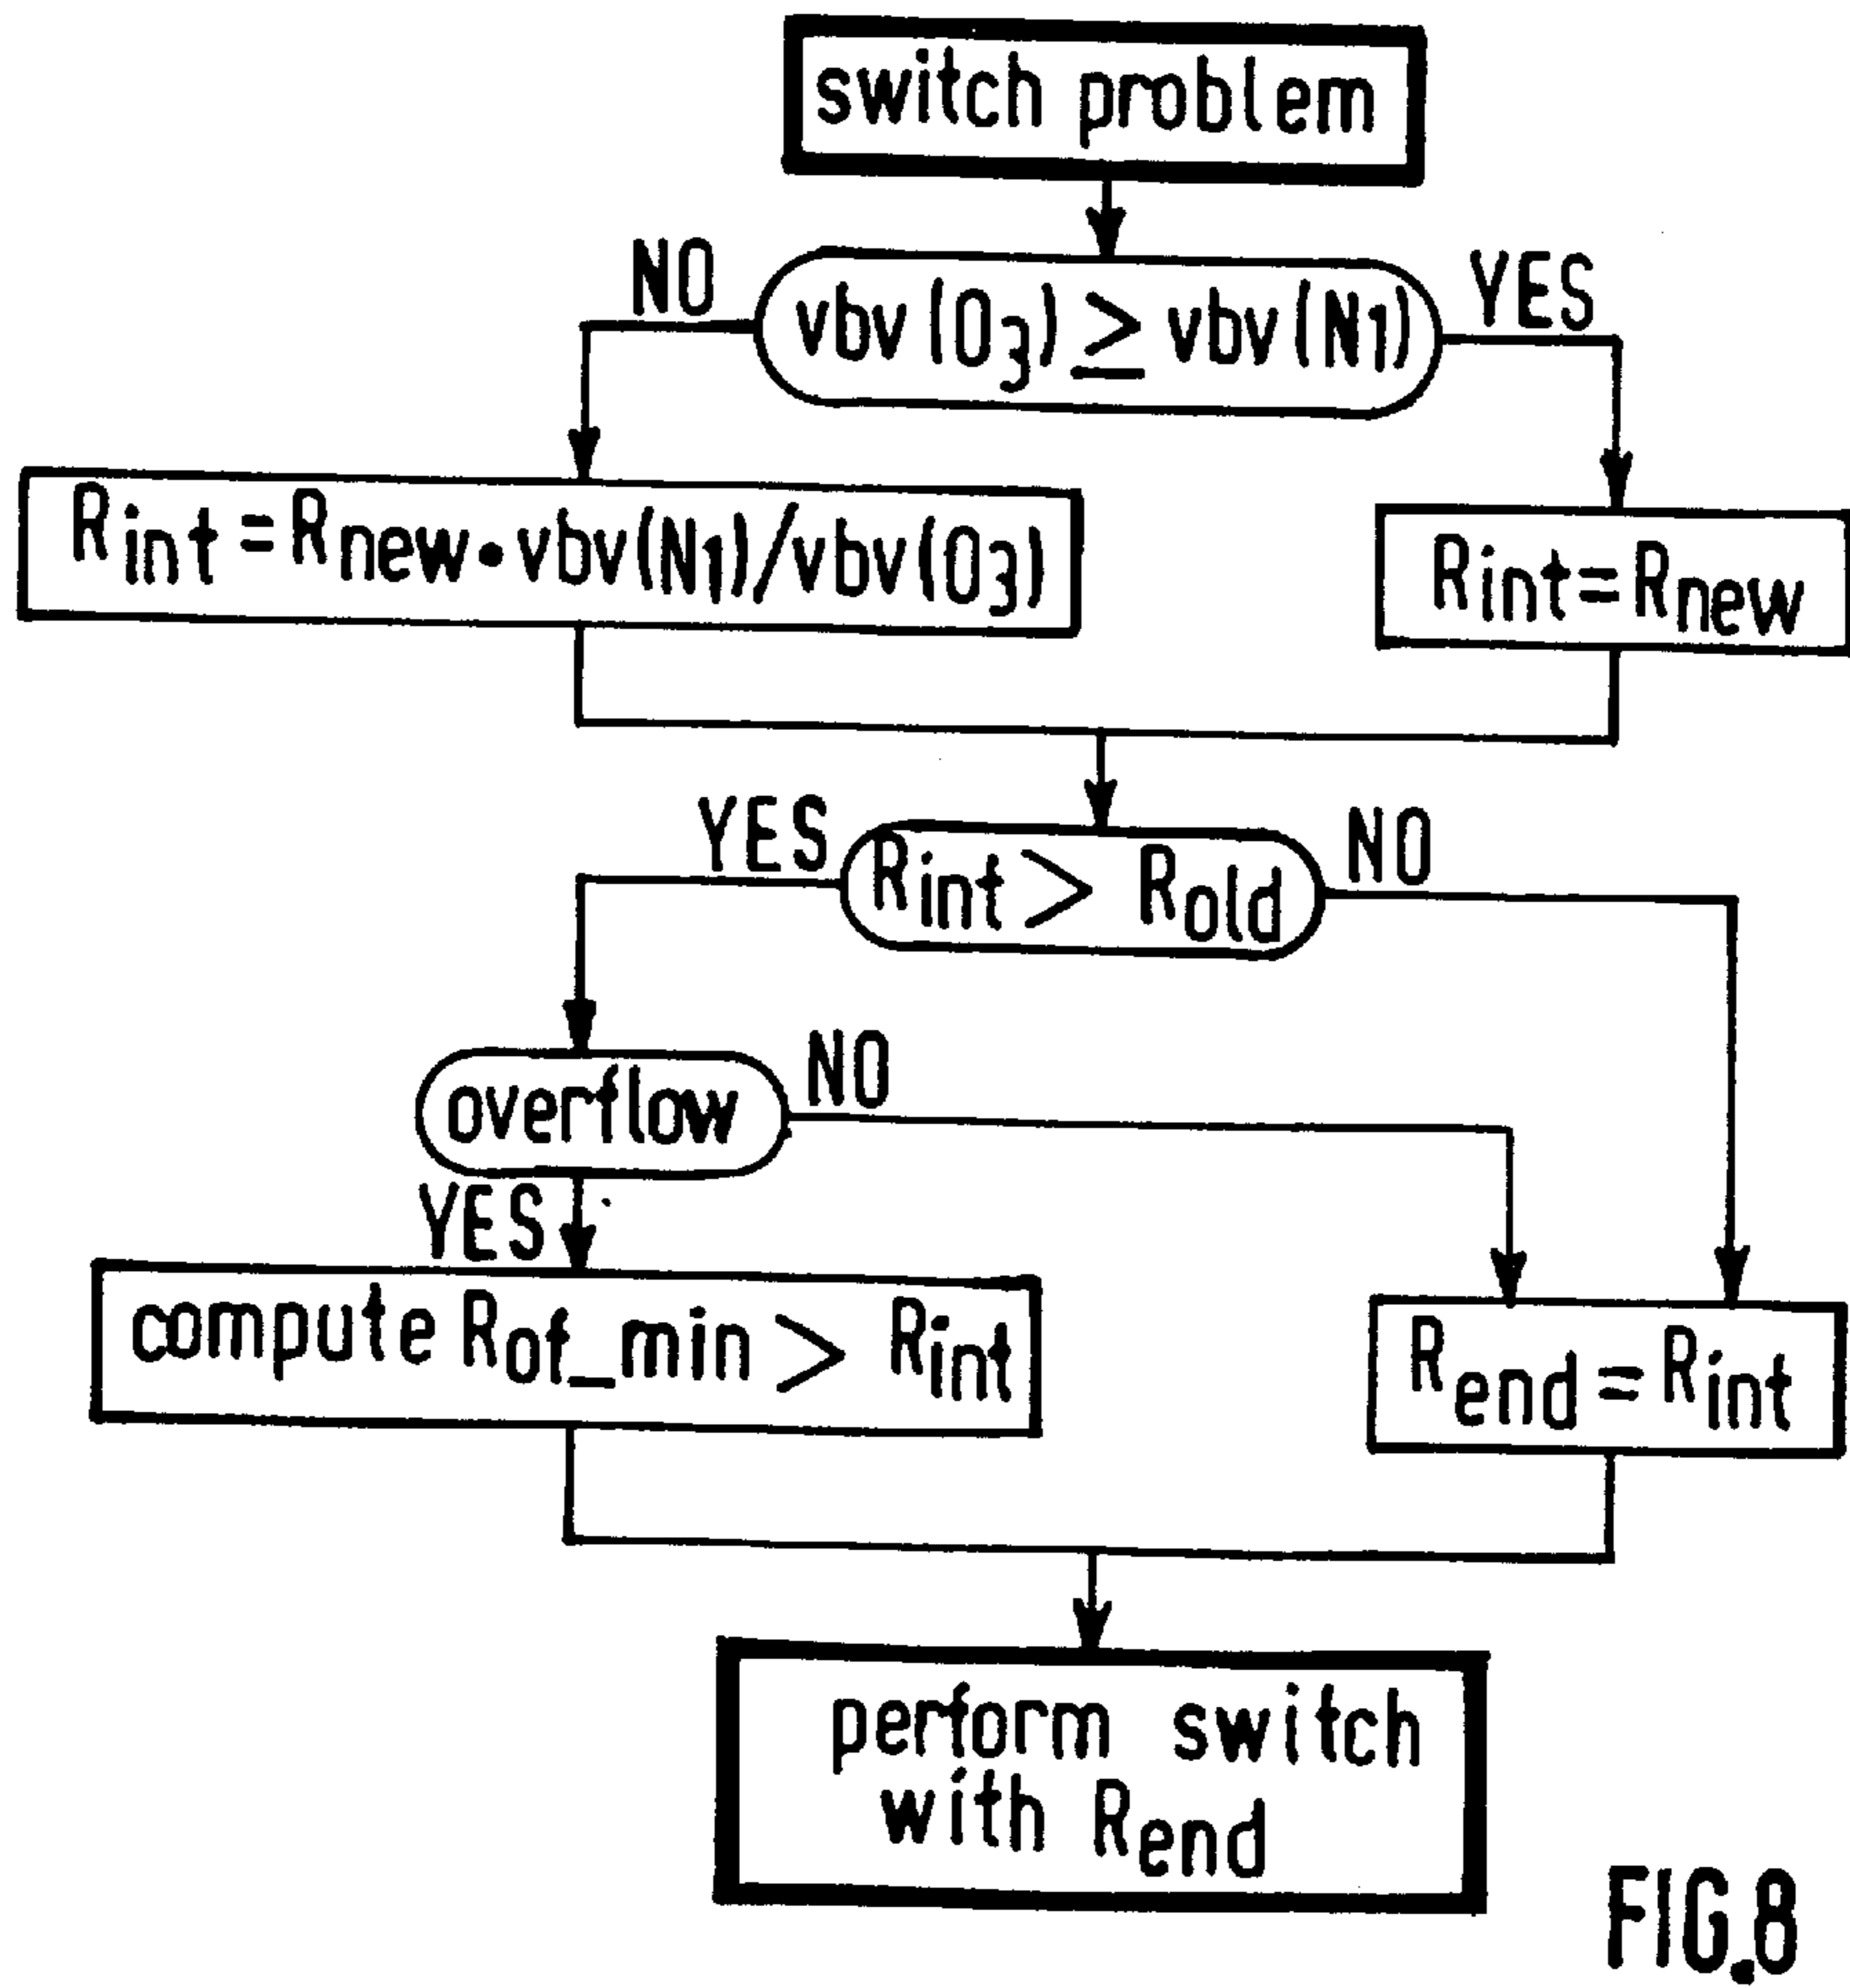 switch problem
NO
YES
vbv(O3) ≥ vbv(N1)
Rint = Rnew • vbv(N1)/vbv(O3)
Rint = Rnew
YES
NO
Rint > Rold
NO
overflow
YES
compute Rof_min > Rint
Rend = Rint
perform switch
with Rend
FIG.8